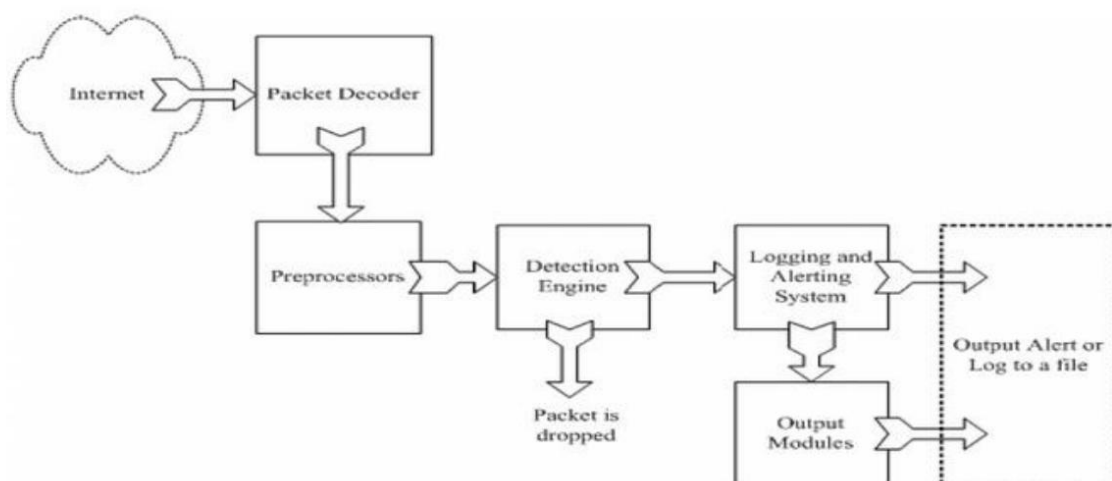 Internet
Packet Decoder
Preprocessors
Detection
Engine
Packet is
dropped
Logging and
Alerting
System
Output
Modules
Output Alert or
Log to a file